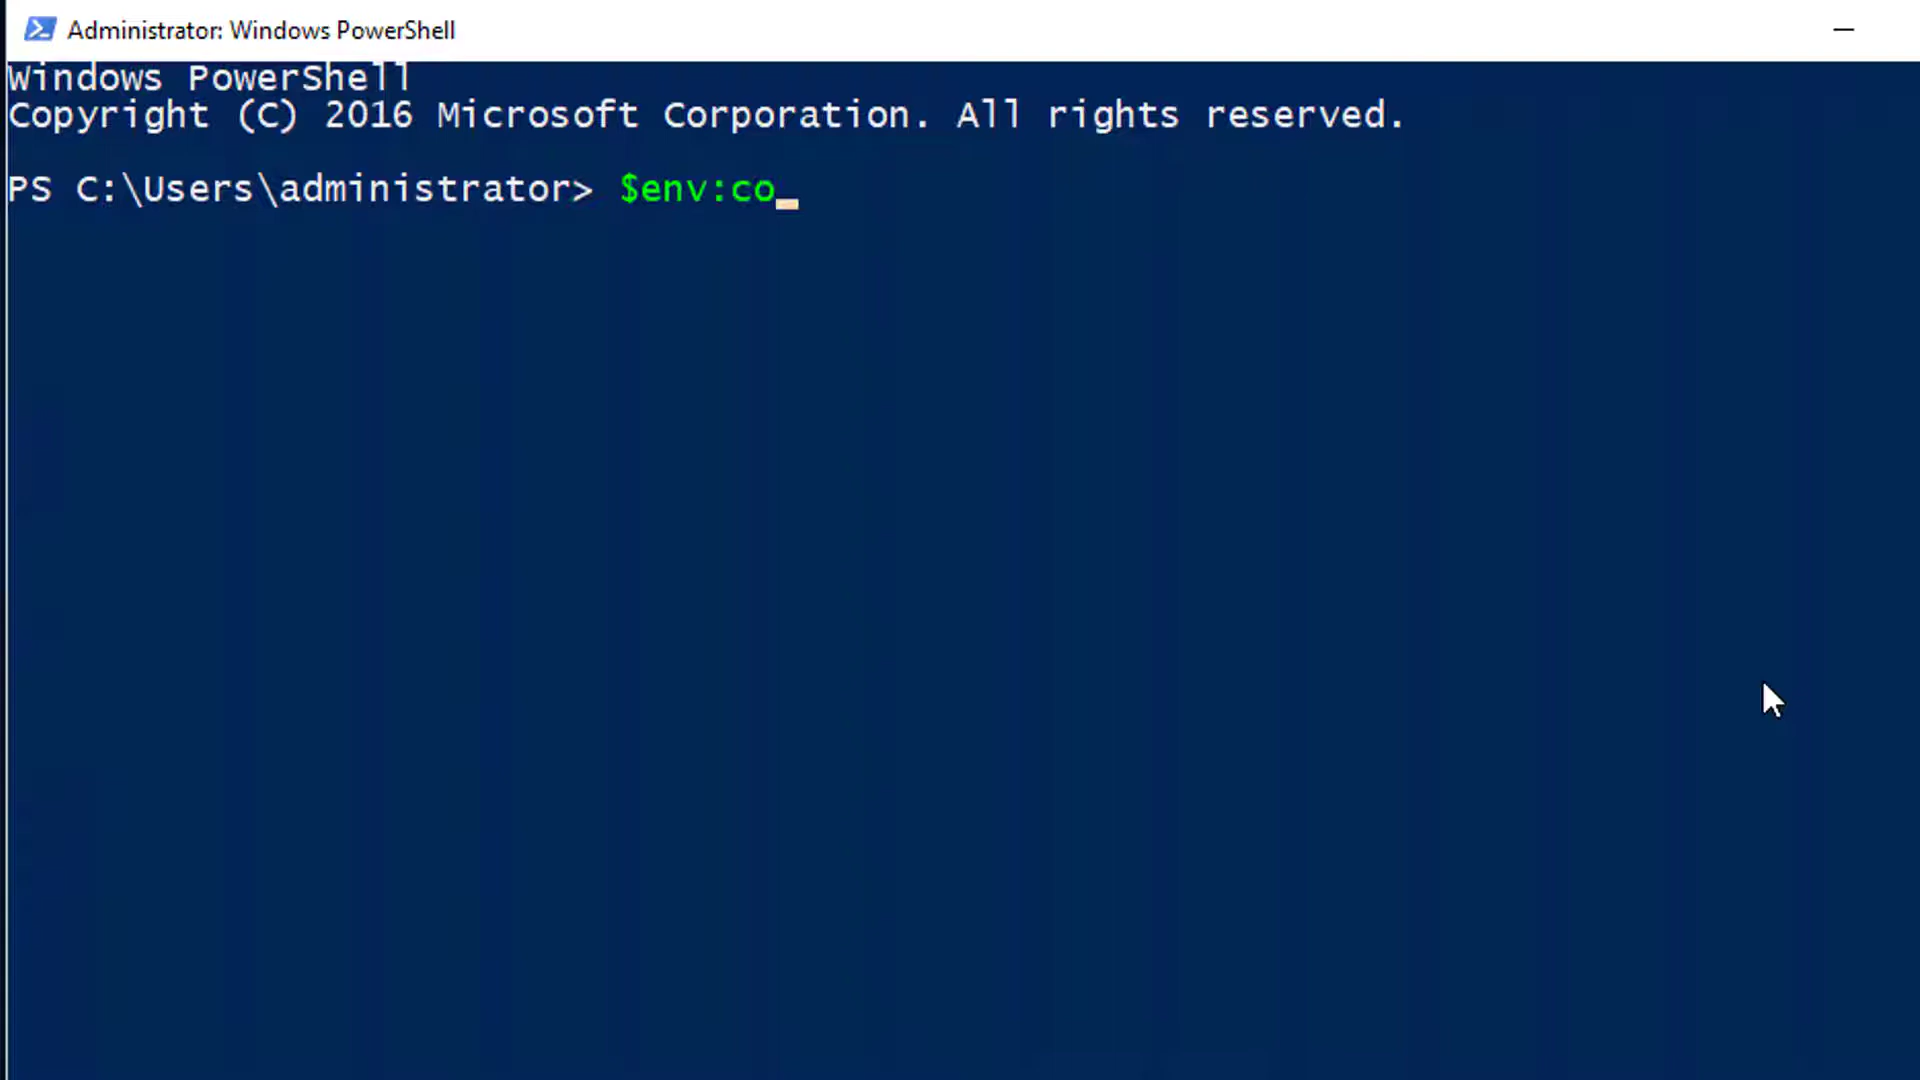 Administrator: Windows PowerShell
Windows PowerShell
Copyright (C) 2016 Microsoft Corporation. All rights reserved.
PS C:\Users\administrator> $env:co